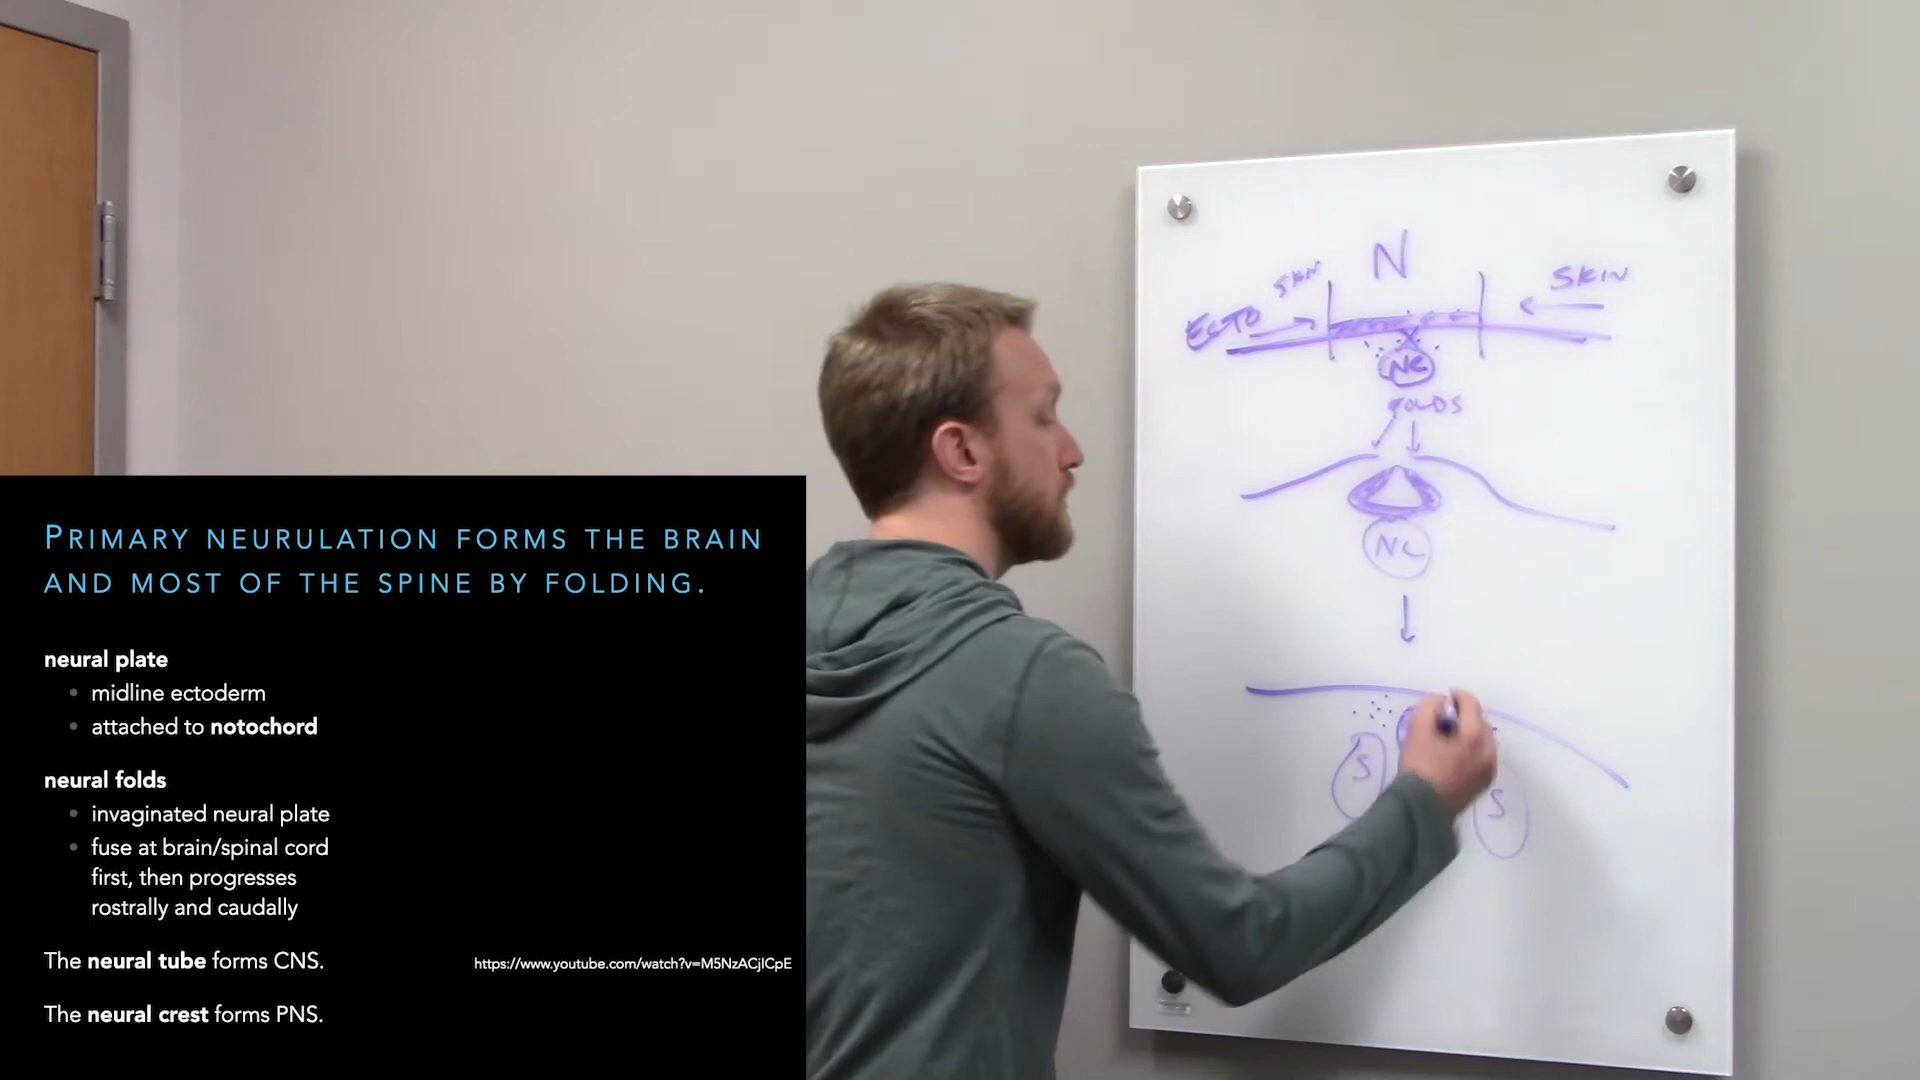 PRIMARY NEURULATION FORMS THE BRAIN
AND MOST OF THE SPINE BY FOLDING.
neural plate
• midline ectoderm
• attached to notochord
neural folds
• invaginated neural plate
• fuse at brain/spinal cord
first, then progresses
rostrally and caudally
The neural tube forms CNS.
https://www.youtube.com/watch?v=M5NzACjlCpE
The neural crest forms PNS.
N
SKIN
SKIN
ECTO
NC
FOLDS
NC
S
S